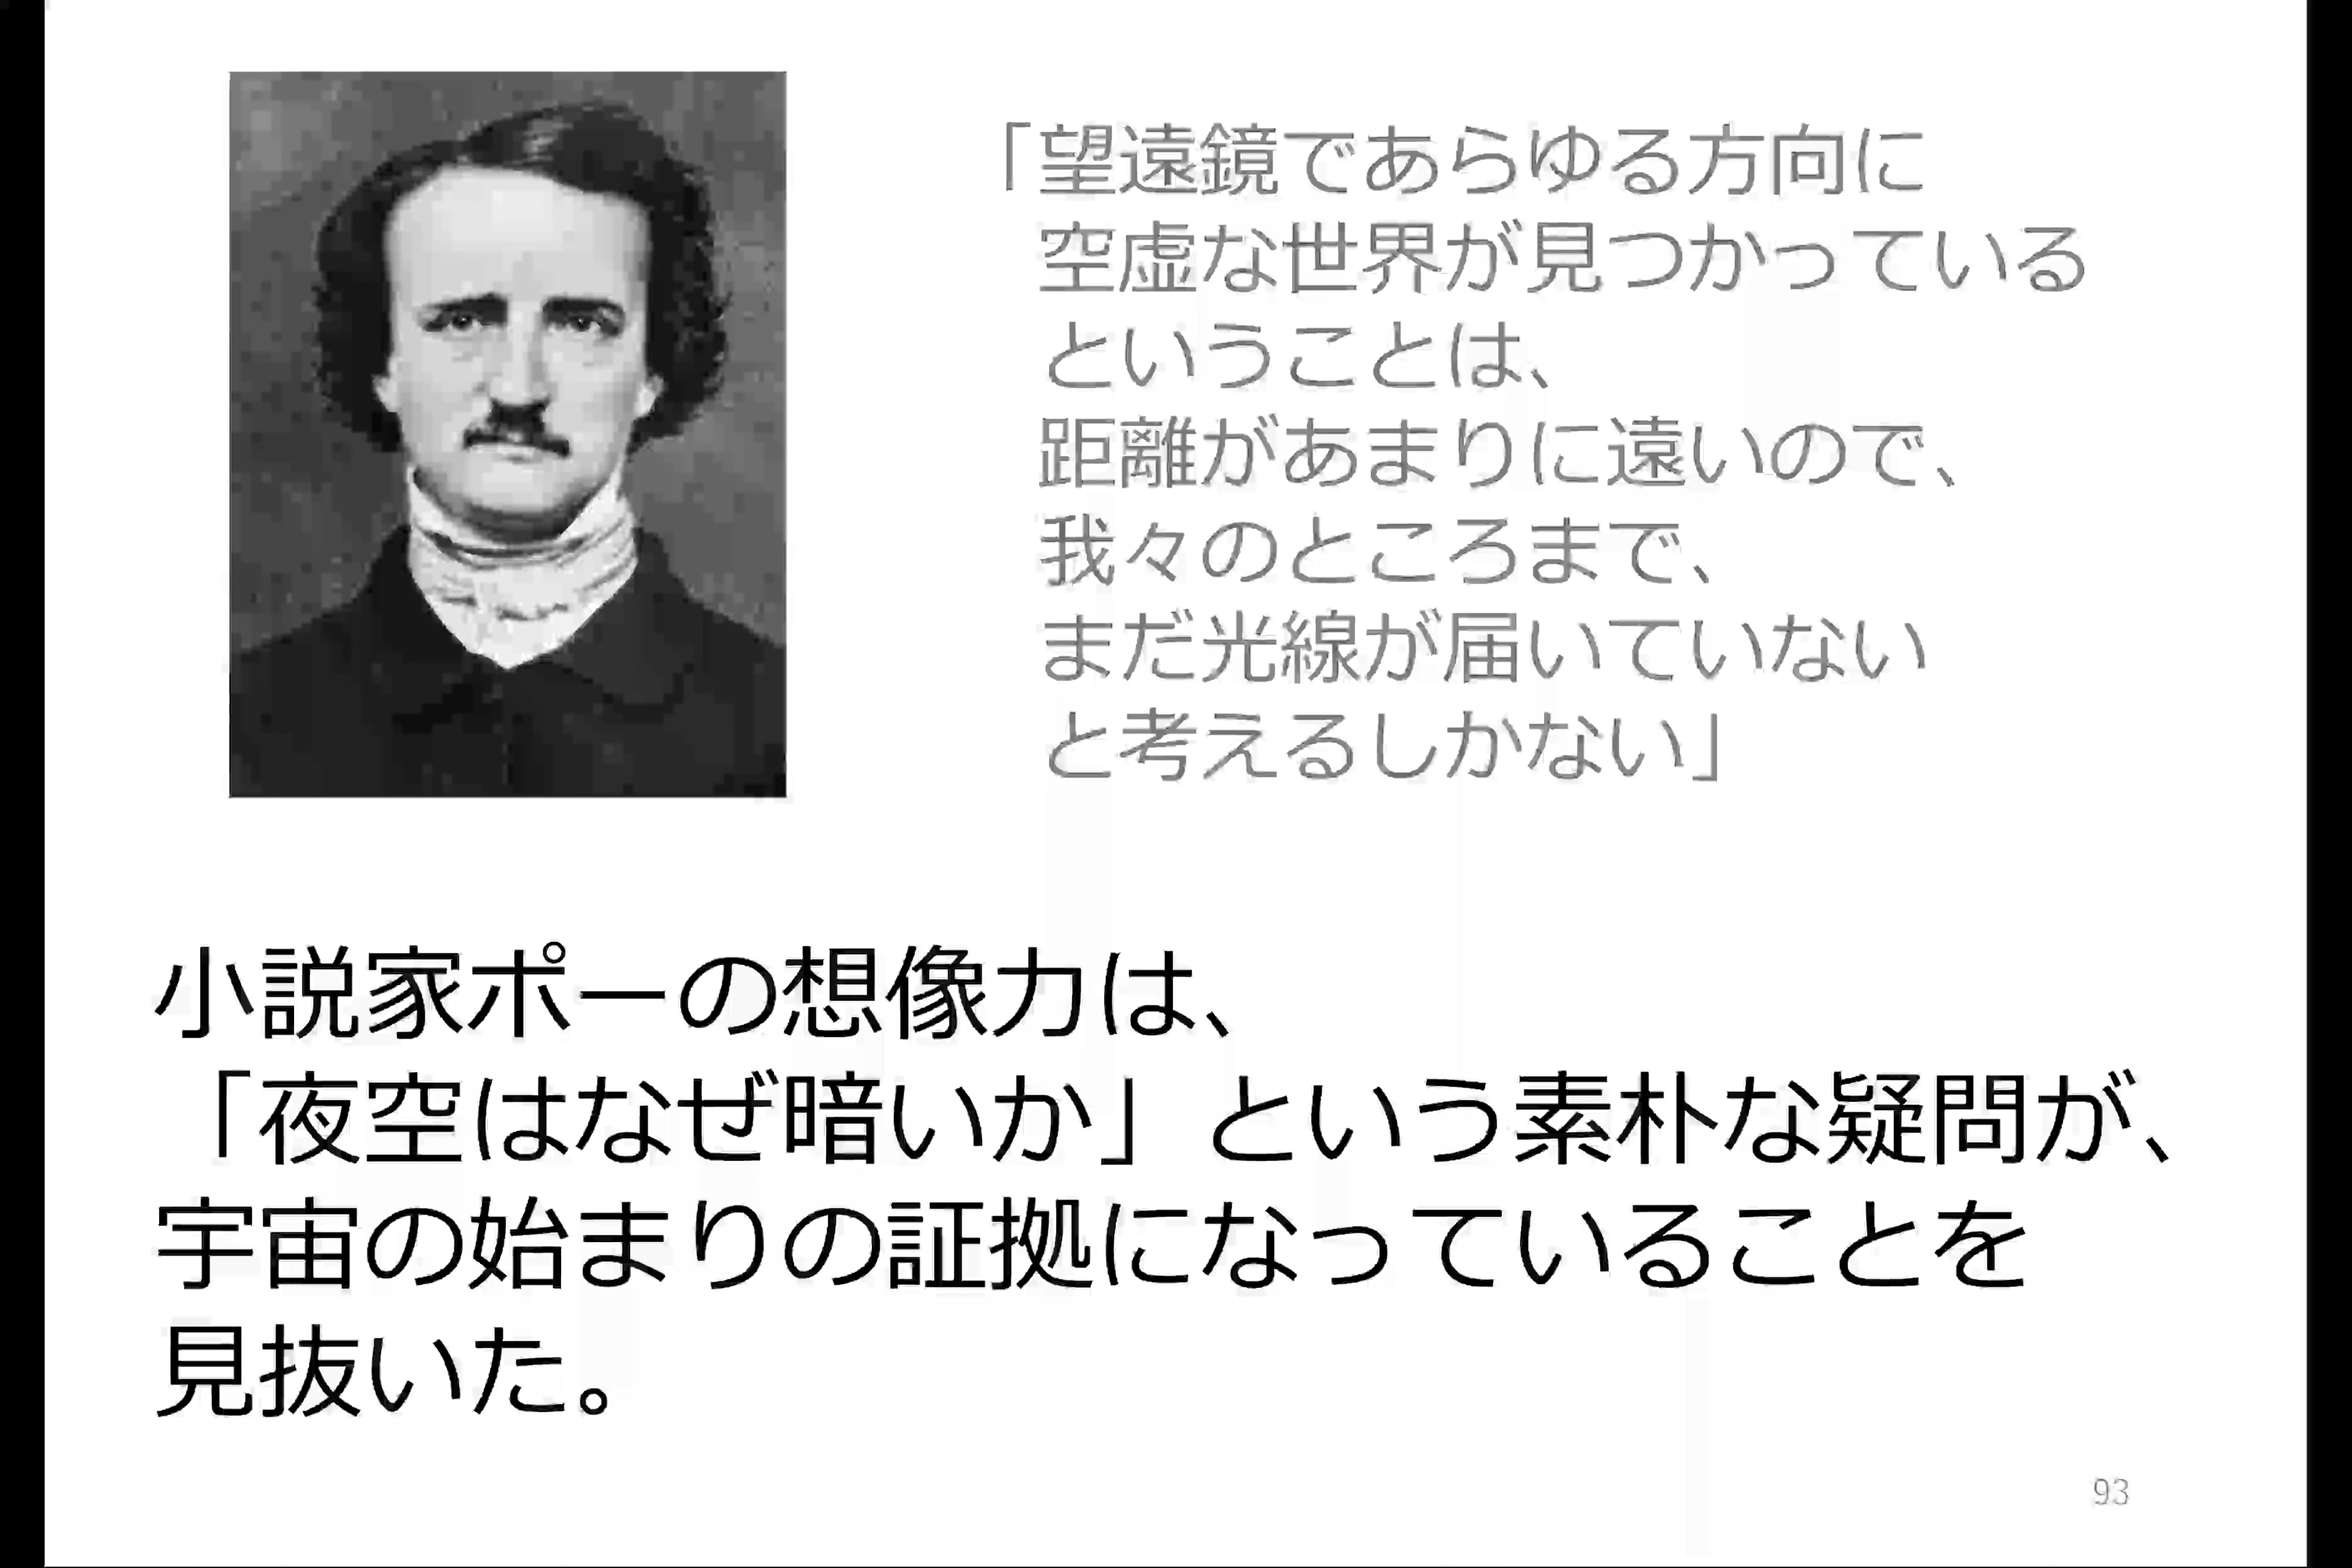 「望遠鏡であらゆる方向に
空虚な世界が見つかっている
ということは、
距離があまりに遠いので、
我々のところまで、
まだ光線が届いていない
と考えるしかない」
小説家ポーの想像力は、
「夜空はなぜ暗いか」という素朴な疑問が、
宇宙の始まりの証拠になっていることを
見抜いた。
93